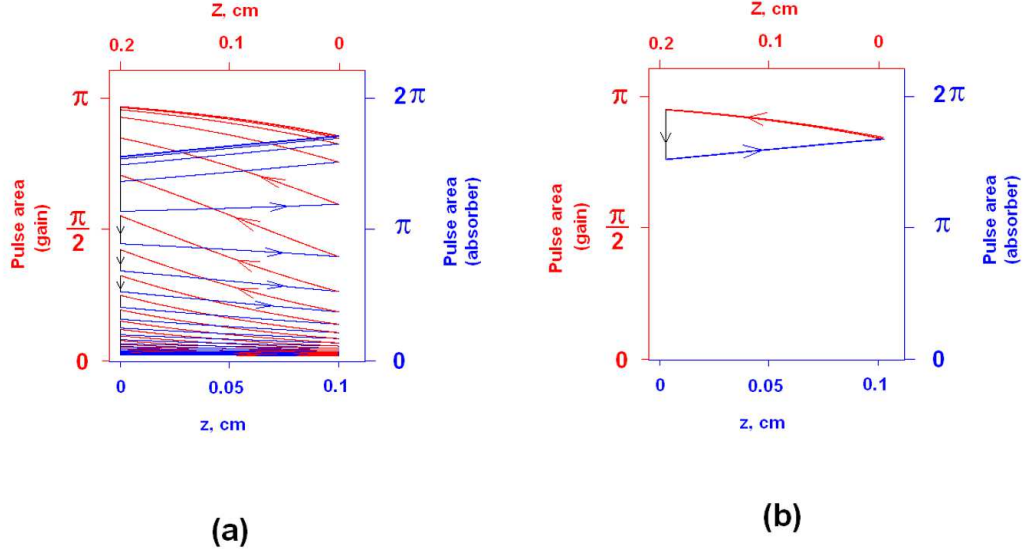 Z, cm
0.2 0.1 0
π
π/2
0
Pulse area
(gain)
2π
π
0
Pulse area
(absorber)
0 0.05 0.1
z, cm
(a)
Z, cm
0.2 0.1 0
π
π/2
0
Pulse area
(gain)
2π
π
0
Pulse area
(absorber)
0 0.05 0.1
z, cm
(b)